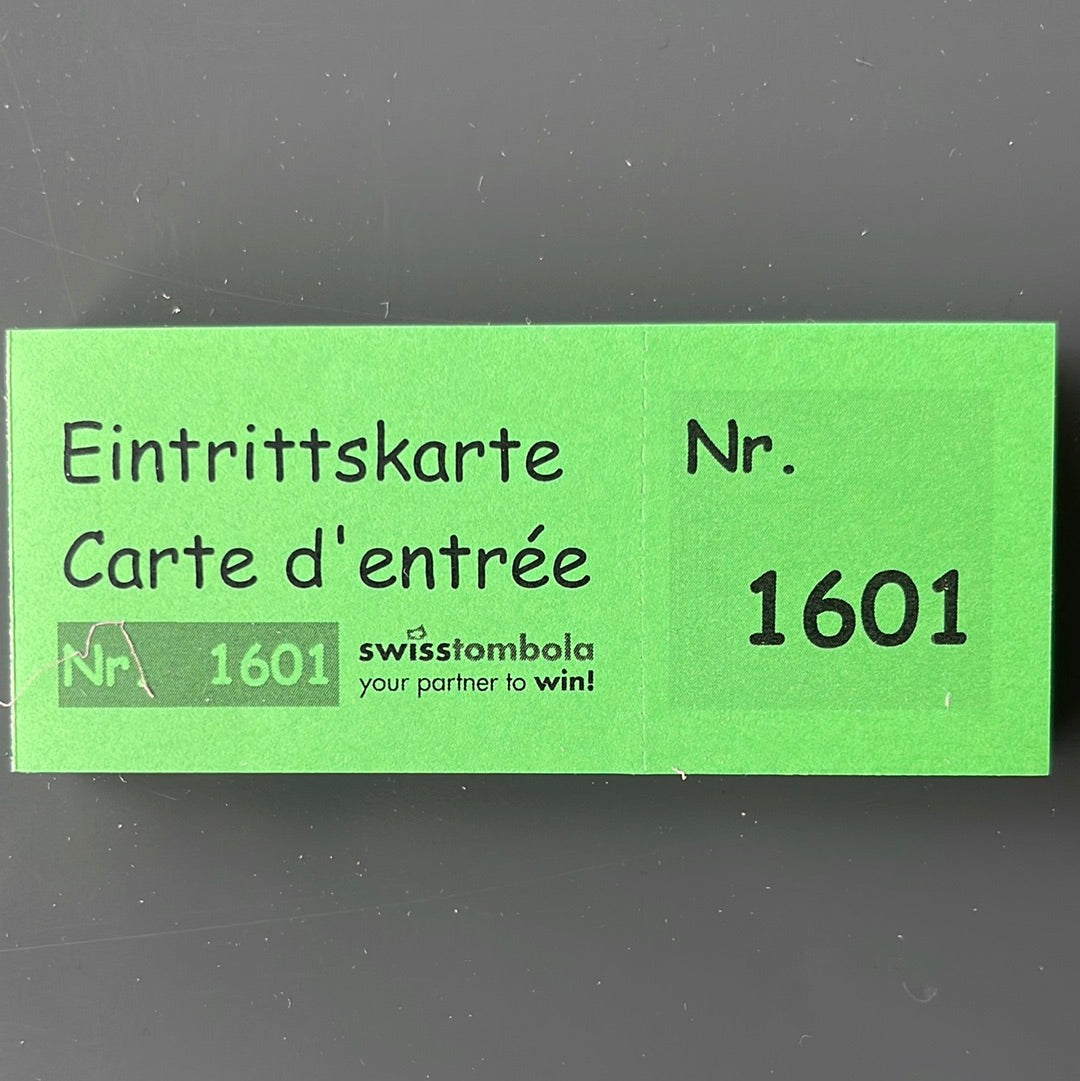 Eintrittskarte
Carte d'entrée
Nr. 1601
swisstombola
your partner to win!
Nr.
1601